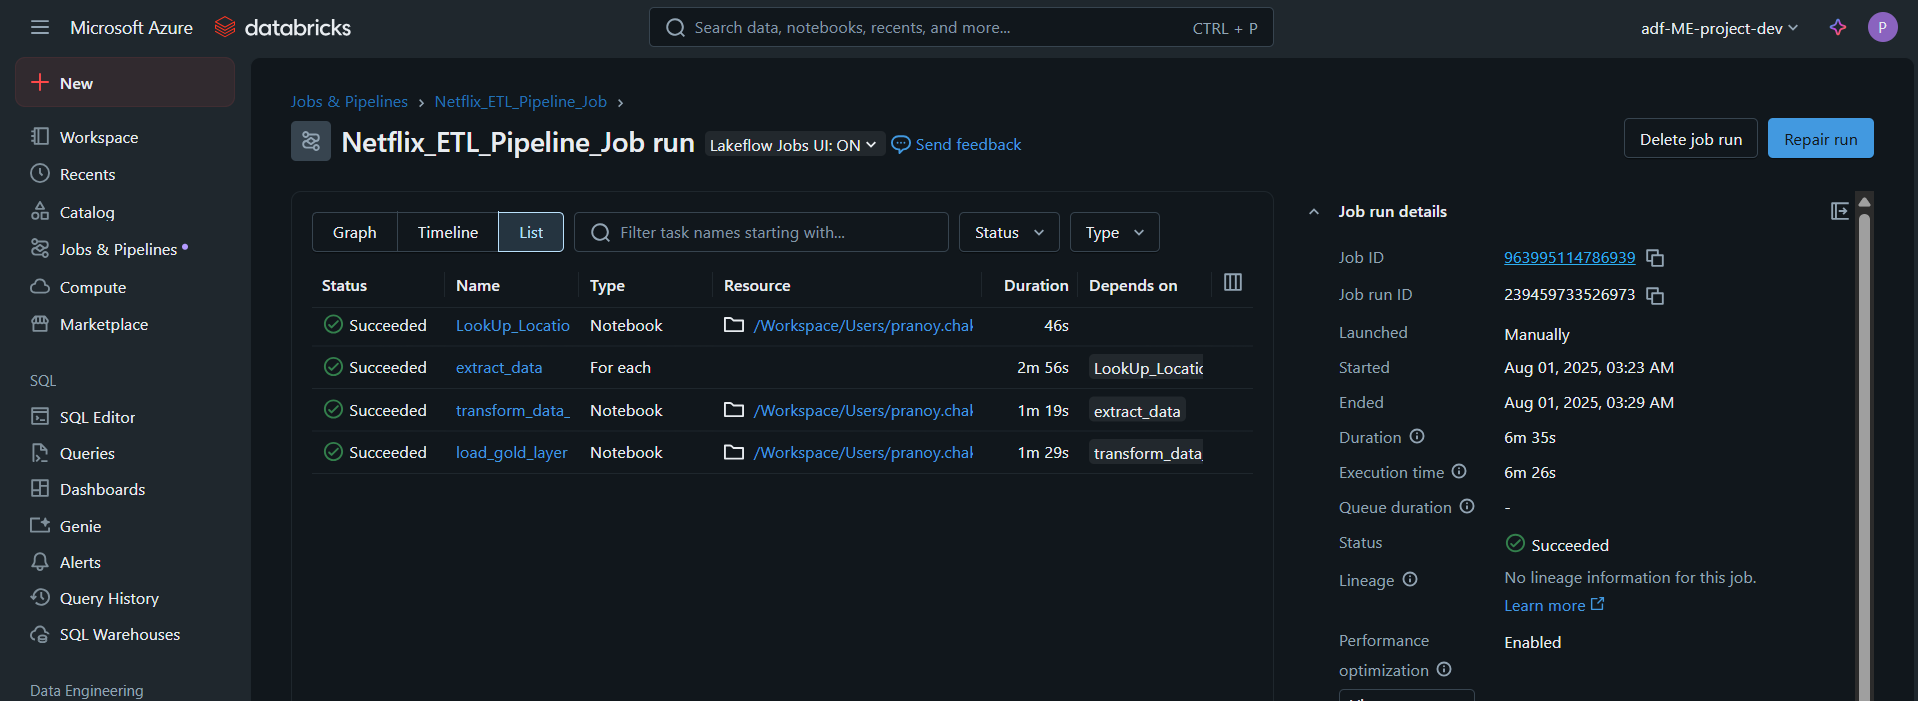 Microsoft Azure databricks Search data, notebooks, recents, and more... CTRL + P adf-ME-project-dev P
New
Workspace
Recents
Catalog
Jobs & Pipelines
Compute
Marketplace
SQL
SQL Editor
Queries
Dashboards
Genie
Alerts
Query History
SQL Warehouses
Data Engineering
Jobs & Pipelines › Netflix_ETL_Pipeline_Job ›
Netflix_ETL_Pipeline_Job run Lakeflow Jobs UI: ON Send feedback Delete job run Repair run
Graph Timeline List Filter task names starting with... Status Type
Status Name Type Resource Duration Depends on
Succeeded LookUp_Locatio Notebook /Workspace/Users/pranoy.chak 46s
Succeeded extract_data For each 2m 56s LookUp_Locatic
Succeeded transform_data_ Notebook /Workspace/Users/pranoy.chak 1m 19s extract_data
Succeeded load_gold_layer Notebook /Workspace/Users/pranoy.chak 1m 29s transform_data_
Job run details
Job ID 963995114786939
Job run ID 239459733526973
Launched Manually
Started Aug 01, 2025, 03:23 AM
Ended Aug 01, 2025, 03:29 AM
Duration 6m 35s
Execution time 6m 26s
Queue duration -
Status Succeeded
Lineage No lineage information for this job.
Learn more
Performance optimization Enabled